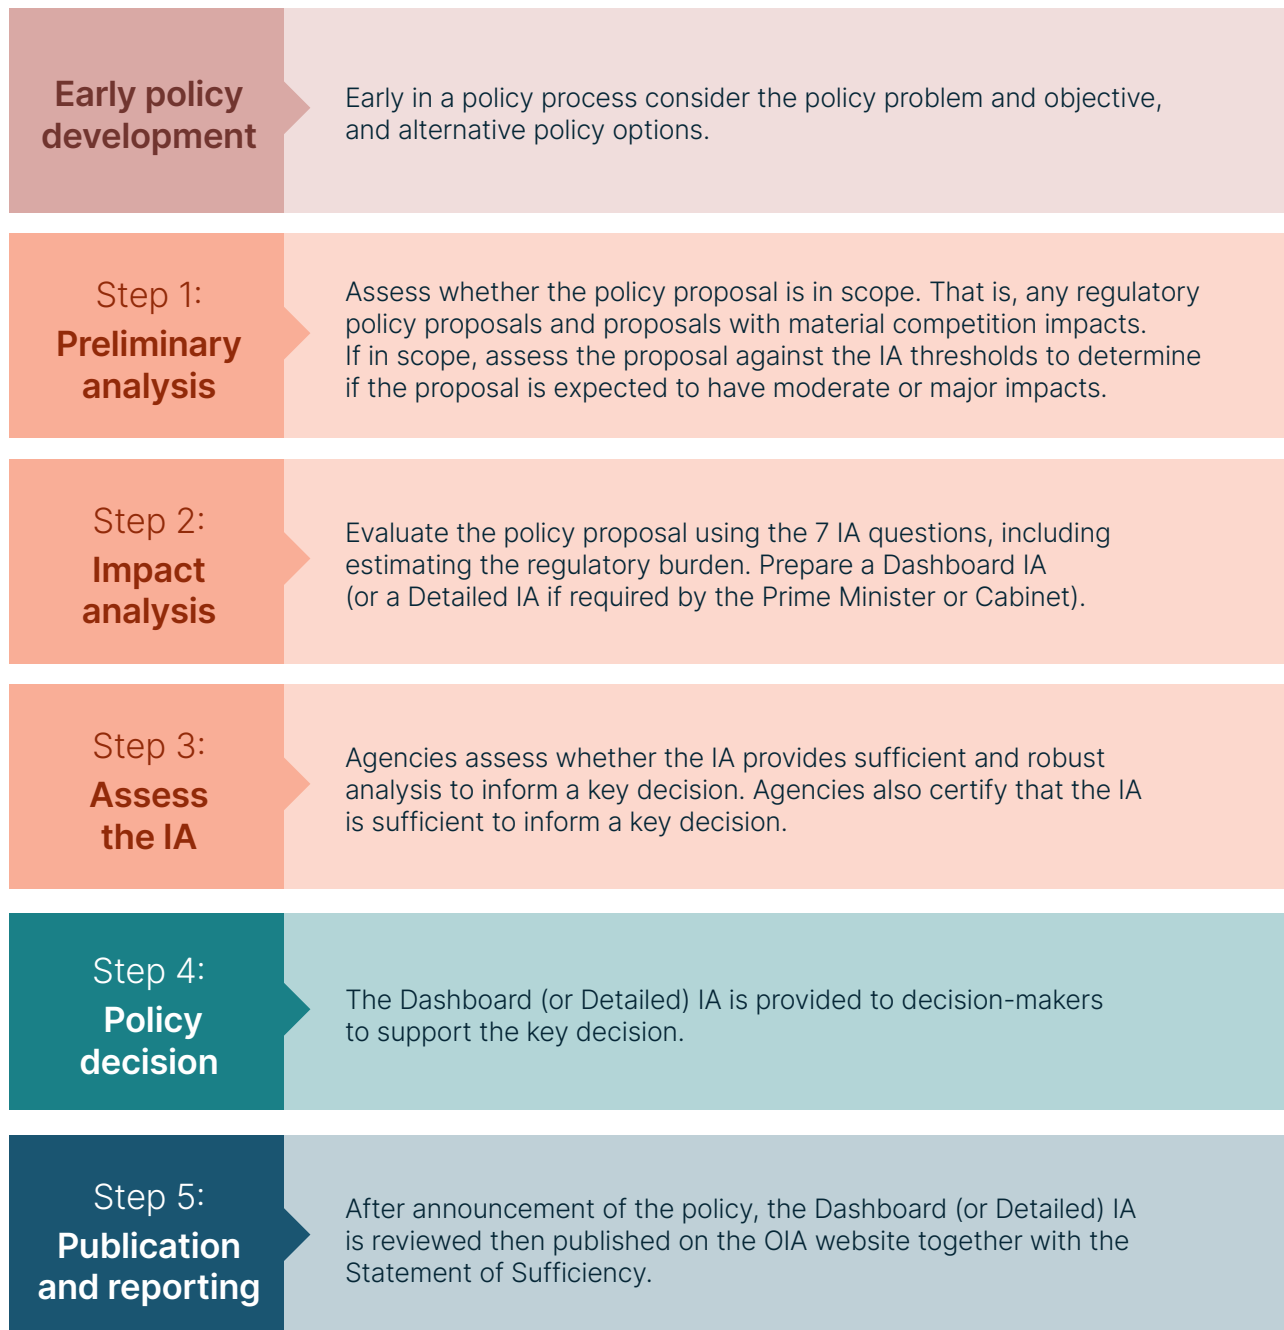 Early policy
development
Early in a policy process consider the policy problem and objective,
and alternative policy options.
Step 1:
Preliminary
analysis
Assess whether the policy proposal is in scope. That is, any regulatory
policy proposals and proposals with material competition impacts.
If in scope, assess the proposal against the IA thresholds to determine
if the proposal is expected to have moderate or major impacts.
Step 2:
Impact
analysis
Evaluate the policy proposal using the 7 IA questions, including
estimating the regulatory burden. Prepare a Dashboard IA
(or a Detailed IA if required by the Prime Minister or Cabinet).
Step 3:
Assess
the IA
Agencies assess whether the IA provides sufficient and robust
analysis to inform a key decision. Agencies also certify that the IA
is sufficient to inform a key decision.
Step 4:
Policy
decision
The Dashboard (or Detailed) IA is provided to decision-makers
to support the key decision.
Step 5:
Publication
and reporting
After announcement of the policy, the Dashboard (or Detailed) IA
is reviewed then published on the OIA website together with the
Statement of Sufficiency.